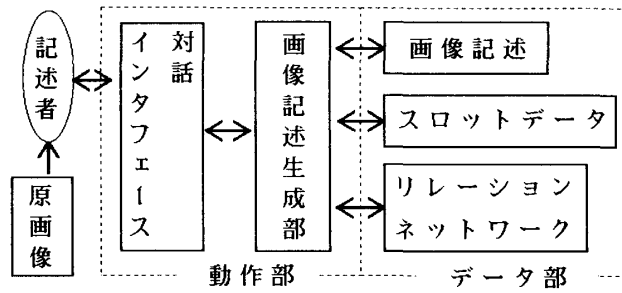 記述者
原画像
対話
インタフェース
画像記述生成部
画像記述
スロットデータ
リレーション
ネットワーク
動作部
データ部